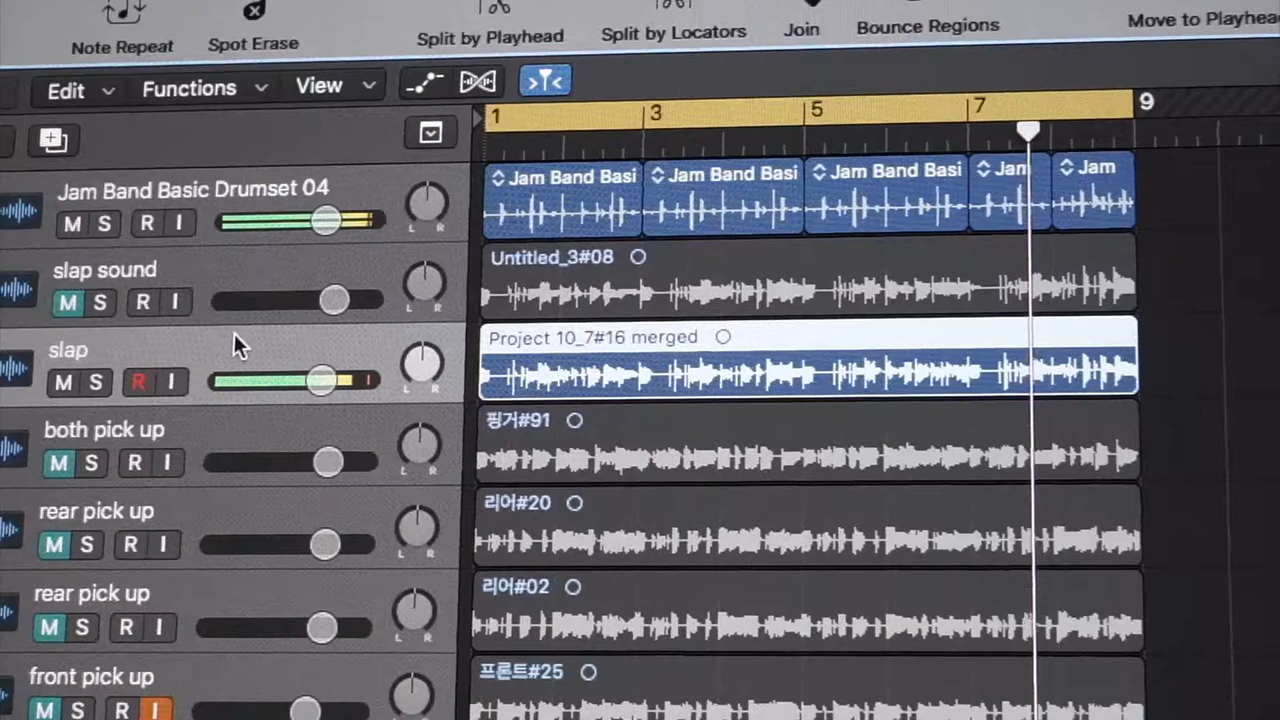 Note Repeat
Spot Erase
Split by Playhead
Split by Locators
Join
Bounce Regions
Move to Playhea
Edit
Functions
View
1
3
5
7
9
Jam Band Basic Drumset 04
M S R I
L R
Jam Band Basi
Jam Band Basi
Jam Band Basi
Jam
Jam
slap sound
M S R I
L R
Untitled_3#08
slap
M S R I
L R
Project 10_7#16 merged
both pick up
M S R I
L R
핑거#91
rear pick up
M S R I
L R
리어#20
rear pick up
M S R I
L R
리어#02
front pick up
M S R I
L R
프론트#25